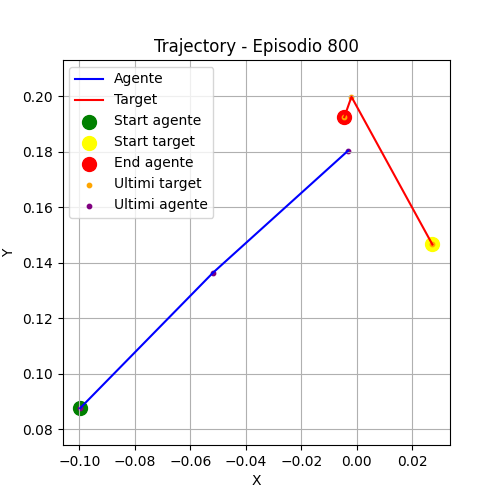 Trajectory - Episodio 800
Agente
Target
Start agente
Start target
End agente
Ultimi target
Ultimi agente
0.20
0.18
0.16
0.14
0.12
0.10
0.08
Y
−0.10
−0.08
−0.06
−0.04
−0.02
0.00
0.02
X